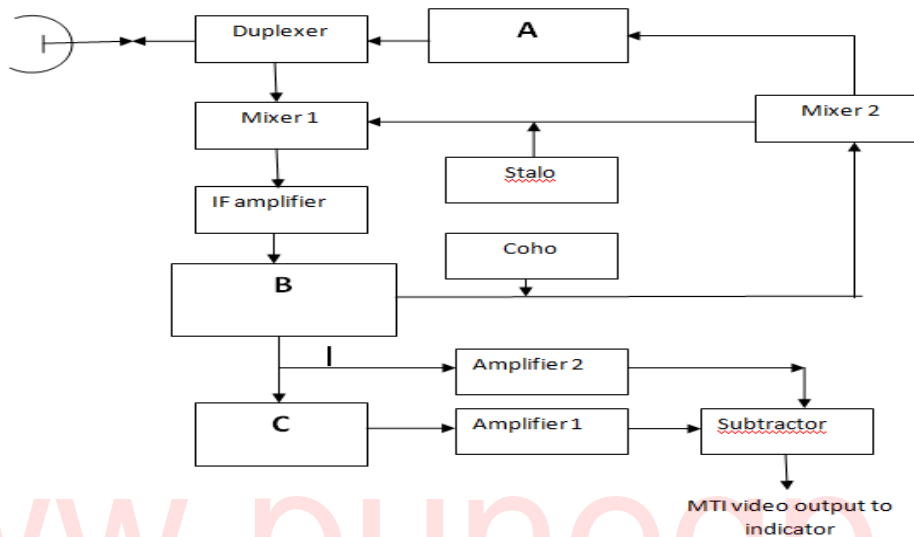 Duplexer
A
Mixer 1
Mixer 2
Stalo
IF amplifier
Coho
B
I
Amplifier 2
C
Amplifier 1
Subtractor
MTI video output to
indicator